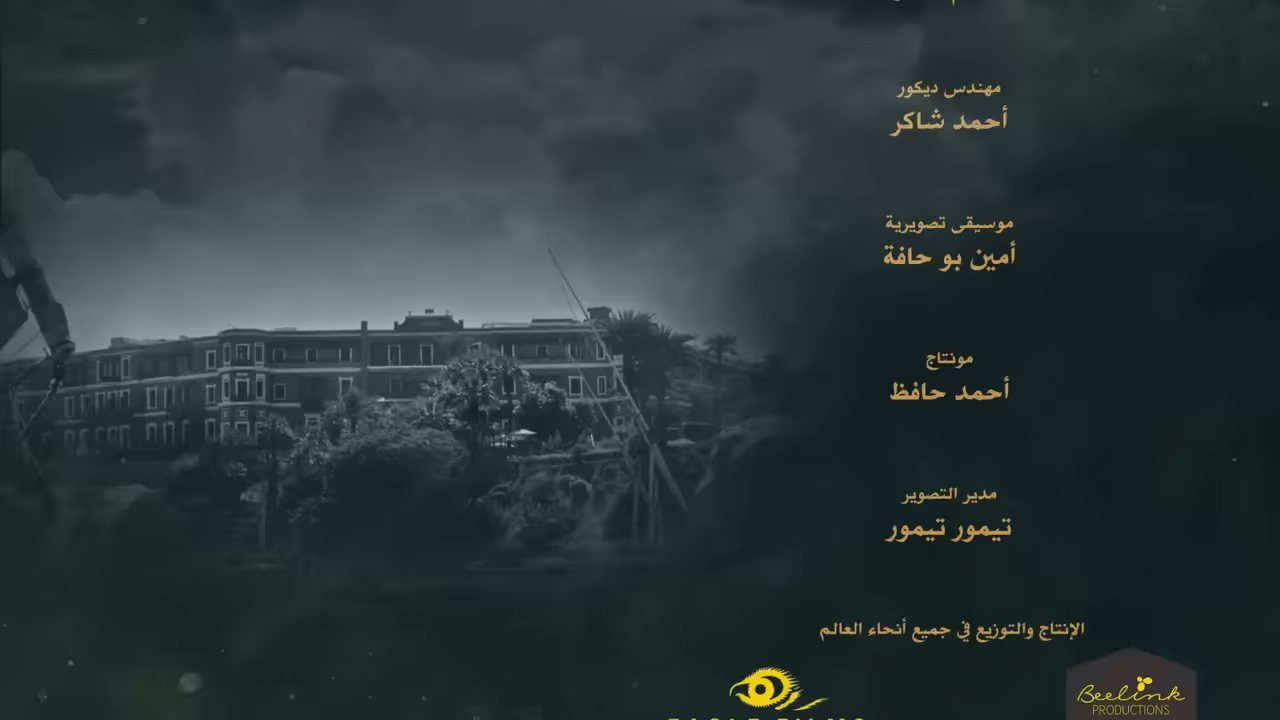 مهندس ديكور
أحمد شاكر
موسيقى تصويرية
أمين بو حافة
مونتاج
أحمد حافظ
مدير التصوير
تيمور تيمور
الإنتاج والتوزيع في جميع أنحاء العالم
Beelink
PRODUCTIONS